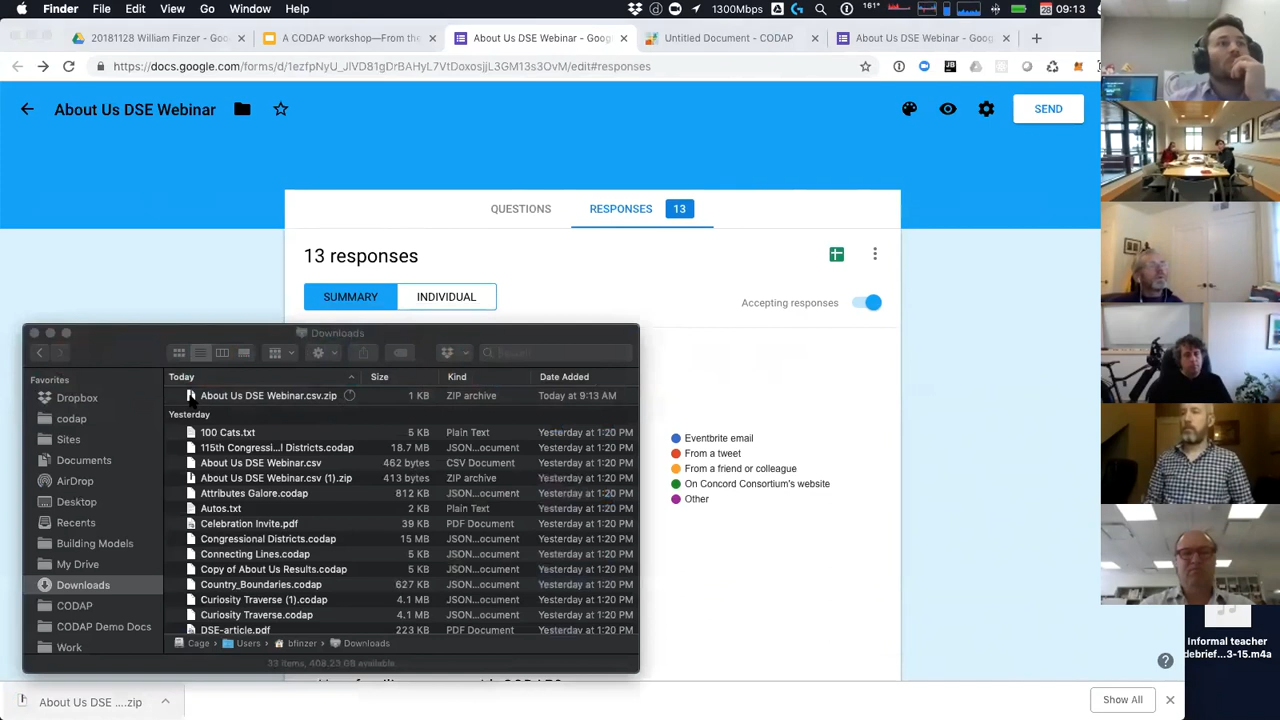 Finder File Edit View Go Window Help
1300Mbps 161° 28 09:13
20181128 William Finzer - Goo
A CODAP workshop—From the
About Us DSE Webinar - Goog
Untitled Document - CODAP
About Us DSE Webinar - Goog
https://docs.google.com/forms/d/1ezfpNyU_JlVD81gDrBAHyL7VtDoxosjjL3GM13s3OvM/edit#responses
About Us DSE Webinar
SEND
QUESTIONS RESPONSES 13
13 responses
SUMMARY INDIVIDUAL
Accepting responses
Eventbrite email
From a tweet
From a friend or colleague
On Concord Consortium's website
Other
Downloads
Favorites
Dropbox
codap
Sites
Documents
AirDrop
Desktop
Recents
Building Models
My Drive
Downloads
CODAP
CODAP Demo Docs
Work
Today Size Kind Date Added
About Us DSE Webinar.csv.zip 1 KB ZIP archive Today at 9:13 AM
Yesterday
100 Cats.txt 5 KB Plain Text Yesterday at 1:20 PM
115th Congressi...l Districts.codap 18.7 MB JSON...ocument Yesterday at 1:20 PM
About Us DSE Webinar.csv 462 bytes CSV Document Yesterday at 1:20 PM
About Us DSE Webinar.csv (1).zip 413 bytes ZIP archive Yesterday at 1:20 PM
Attributes Galore.codap 812 KB JSON...ocument Yesterday at 1:20 PM
Autos.txt 2 KB Plain Text Yesterday at 1:20 PM
Celebration Invite.pdf 39 KB PDF Document Yesterday at 1:20 PM
Congressional Districts.codap 15 MB JSON...ocument Yesterday at 1:20 PM
Connecting Lines.codap 5 KB JSON...ocument Yesterday at 1:20 PM
Copy of About Us Results.codap 5 KB JSON...ocument Yesterday at 1:20 PM
Country_Boundaries.codap 627 KB JSON...ocument Yesterday at 1:20 PM
Curiosity Traverse (1).codap 4.1 MB JSON...ocument Yesterday at 1:20 PM
Curiosity Traverse.codap 4.1 MB JSON...ocument Yesterday at 1:20 PM
DSE-article.pdf 223 KB PDF Document Yesterday at 1:20 PM
Cage Users bfinzer Downloads
33 items, 408.23 GB available
Informal teacher
debrief...3-15.m4a
About Us DSE ....zip
Show All